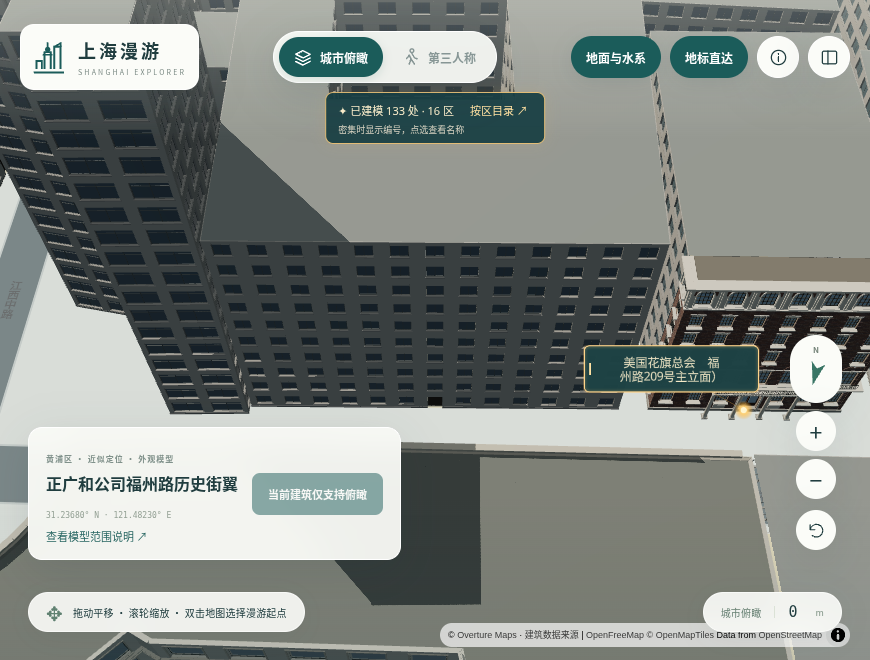 上海漫游
SHANGHAI EXPLORER
城市俯瞰
第三人称
地面与水系
地标直达
✦ 已建模 133 处 · 16 区 按区目录 ↗
密集时显示编号，点选查看名称
江西中路
美国花旗总会 福
州路209号主立面）
N
+
−
黄浦区 · 近似定位 · 外观模型
正广和公司福州路历史街翼
当前建筑仅支持俯瞰
31.23680° N · 121.48230° E
查看模型范围说明 ↗
拖动平移 · 滚轮缩放 · 双击地图选择漫游起点
城市俯瞰 0 m
© Overture Maps · 建筑数据来源 | OpenFreeMap © OpenMapTiles Data from OpenStreetMap